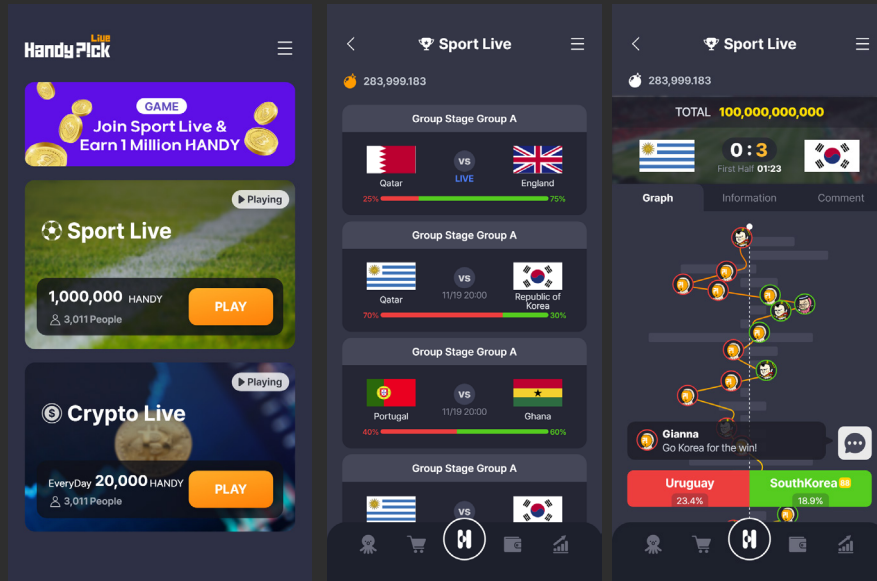 Live
Handy P!ck
GAME
Join Sport Live &
Earn 1 Million HANDY
Playing
Sport Live
1,000,000 HANDY
3,011 People
PLAY
Playing
Crypto Live
EveryDay 20,000 HANDY
3,011 People
PLAY
Sport Live
283,999.183
Group Stage Group A
vs
LIVE
Qatar
England
25%
75%
Group Stage Group A
vs
11/19 20:00
Qatar
Republic of
Korea
70%
30%
Group Stage Group A
vs
11/19 20:00
Portugal
Ghana
40%
60%
Group Stage Group A
vs
Sport Live
283,999.183
TOTAL 100,000,000,000
0 : 3
First Half 01:23
Graph
Information
Comment
Gianna
Go Korea for the win!
Uruguay
23.4%
SouthKorea 88
18.9%